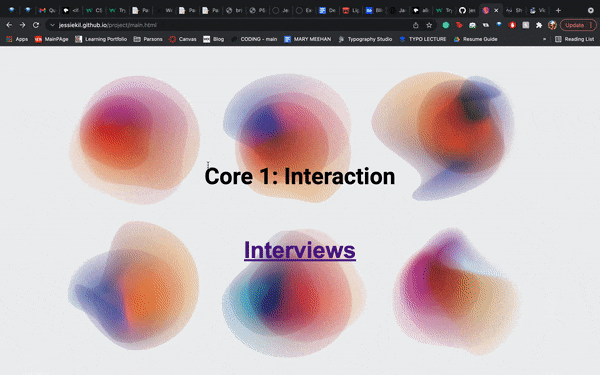 jessiekil.github.io/project/main.html
Update
Apps
MainPAge
Learning Portfolio
Parsons
Canvas
Blog
CODING - main
MARY MEEHAN
Typography Studio
TYPO LECTURE
Resume Guide
»
Reading List
Core 1: Interaction
Interviews